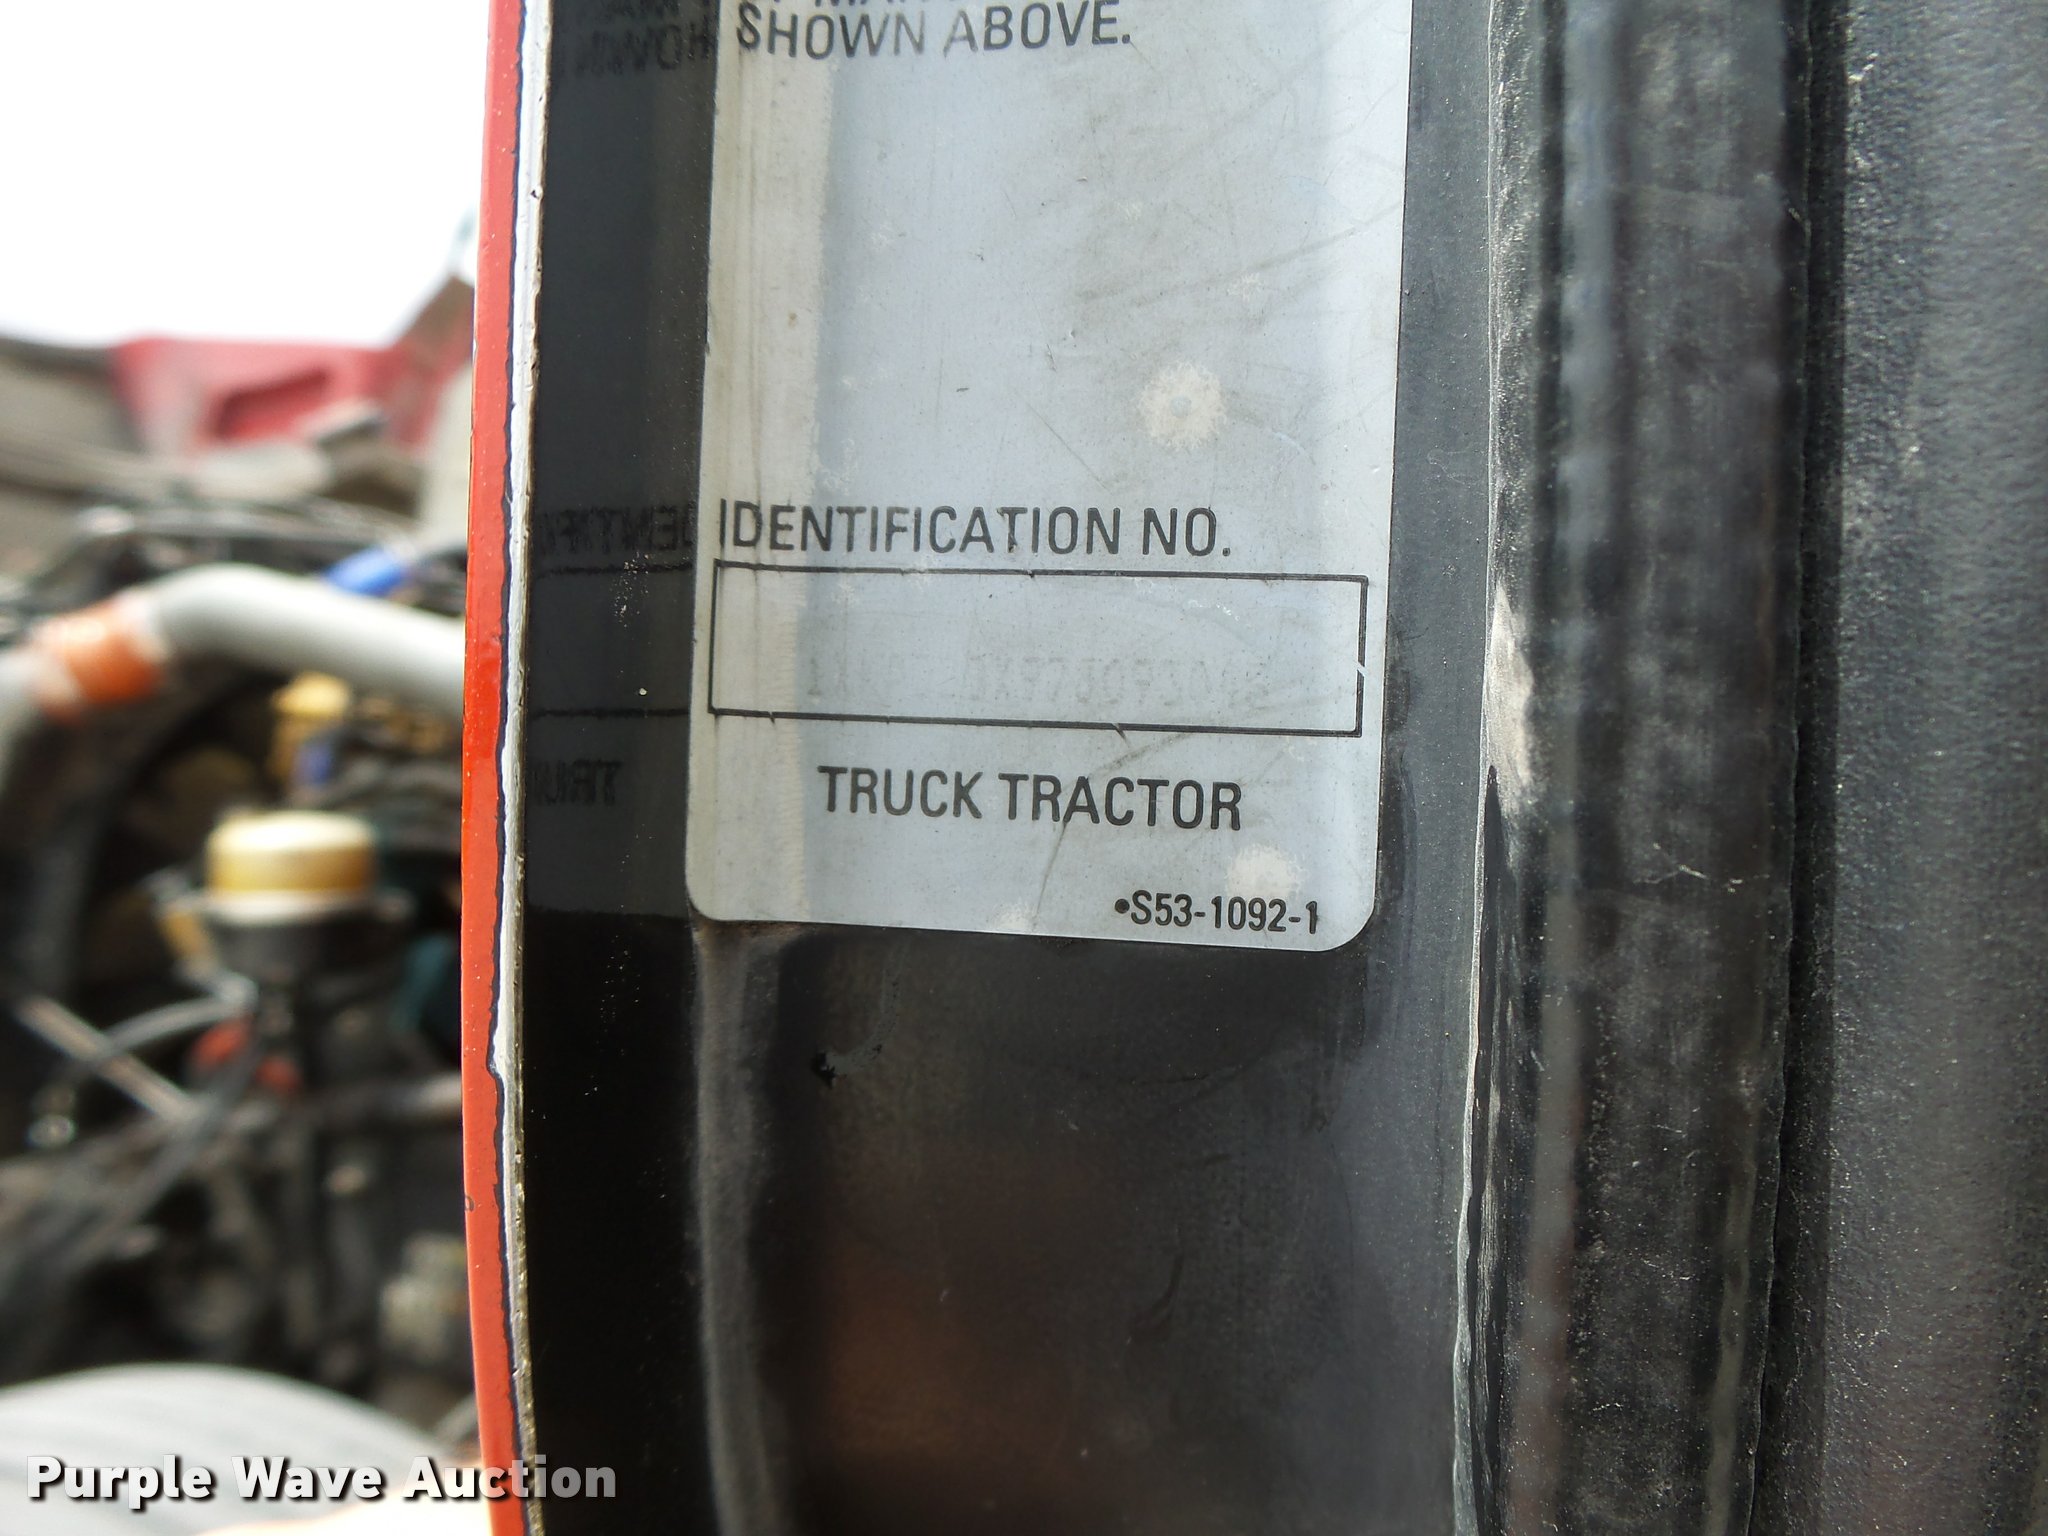 SHOWN ABOVE.
IDENTIFICATION NO.
TRUCK TRACTOR
•S53-1092-1
Purple Wave Auction